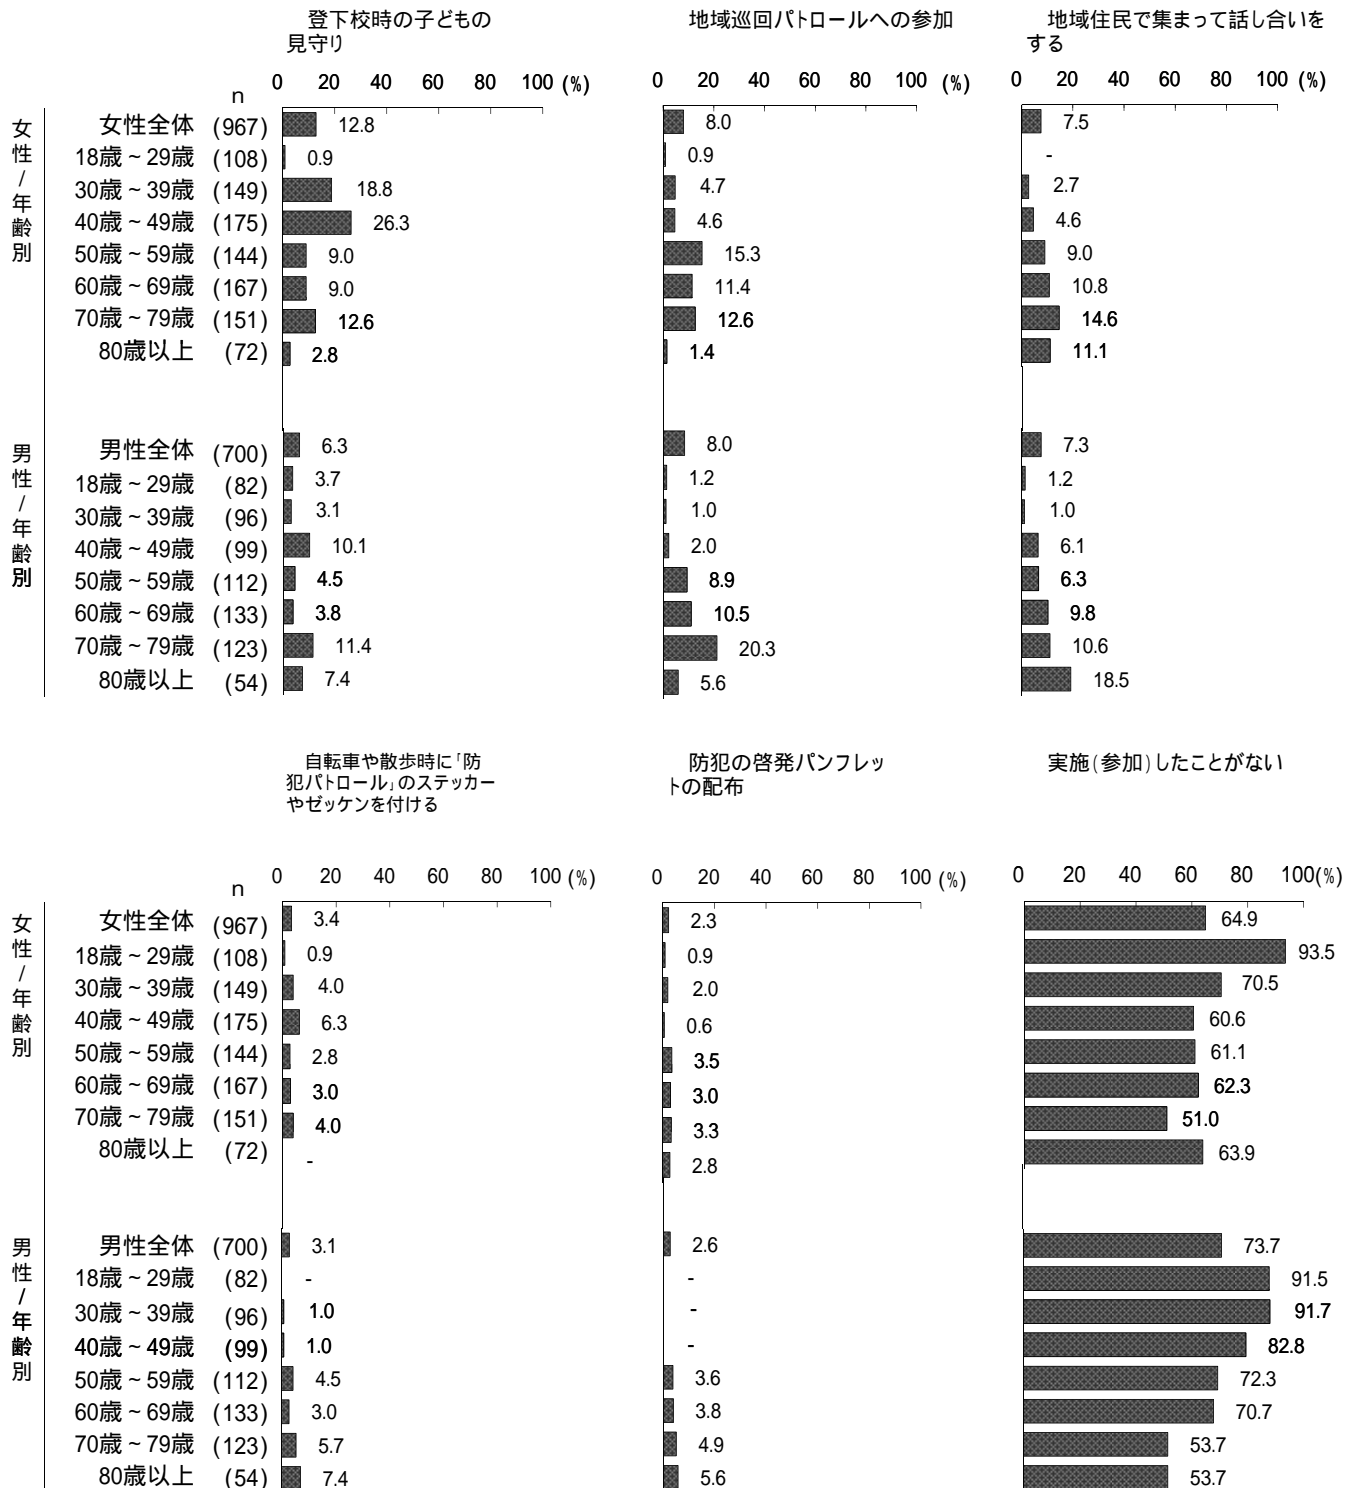 登下校時の子どもの
見守り
地域巡回パトロールへの参加
地域住民で集まって話し合いを
する
n 0 20 40 60 80 100 (%) 0 20 40 60 80 100 (%) 0 20 40 60 80 100 (%)
女性/年齢別
女性全体 (967) 12.8 8.0 7.5
18歳~29歳 (108) 0.9 0.9 -
30歳~39歳 (149) 18.8 4.7 2.7
40歳~49歳 (175) 26.3 4.6 4.6
50歳~59歳 (144) 9.0 15.3 9.0
60歳~69歳 (167) 9.0 11.4 10.8
70歳~79歳 (151) 12.6 12.6 14.6
80歳以上 (72) 2.8 1.4 11.1
男性/年齢別
男性全体 (700) 6.3 8.0 7.3
18歳~29歳 (82) 3.7 1.2 1.2
30歳~39歳 (96) 3.1 1.0 1.0
40歳~49歳 (99) 10.1 2.0 6.1
50歳~59歳 (112) 4.5 8.9 6.3
60歳~69歳 (133) 3.8 10.5 9.8
70歳~79歳 (123) 11.4 20.3 10.6
80歳以上 (54) 7.4 5.6 18.5
自転車や散歩時に「防
犯パトロール」のステッカー
やゼッケンを付ける
防犯の啓発パンフレッ
トの配布
実施(参加)したことがない
n 0 20 40 60 80 100 (%) 0 20 40 60 80 100 (%) 0 20 40 60 80 100(%)
女性/年齢別
女性全体 (967) 3.4 2.3 64.9
18歳~29歳 (108) 0.9 0.9 93.5
30歳~39歳 (149) 4.0 2.0 70.5
40歳~49歳 (175) 6.3 0.6 60.6
50歳~59歳 (144) 2.8 3.5 61.1
60歳~69歳 (167) 3.0 3.0 62.3
70歳~79歳 (151) 4.0 3.3 51.0
80歳以上 (72) - 2.8 63.9
男性/年齢別
男性全体 (700) 3.1 2.6 73.7
18歳~29歳 (82) - - 91.5
30歳~39歳 (96) 1.0 - 91.7
40歳~49歳 (99) 1.0 - 82.8
50歳~59歳 (112) 4.5 3.6 72.3
60歳~69歳 (133) 3.0 3.8 70.7
70歳~79歳 (123) 5.7 4.9 53.7
80歳以上 (54) 7.4 5.6 53.7